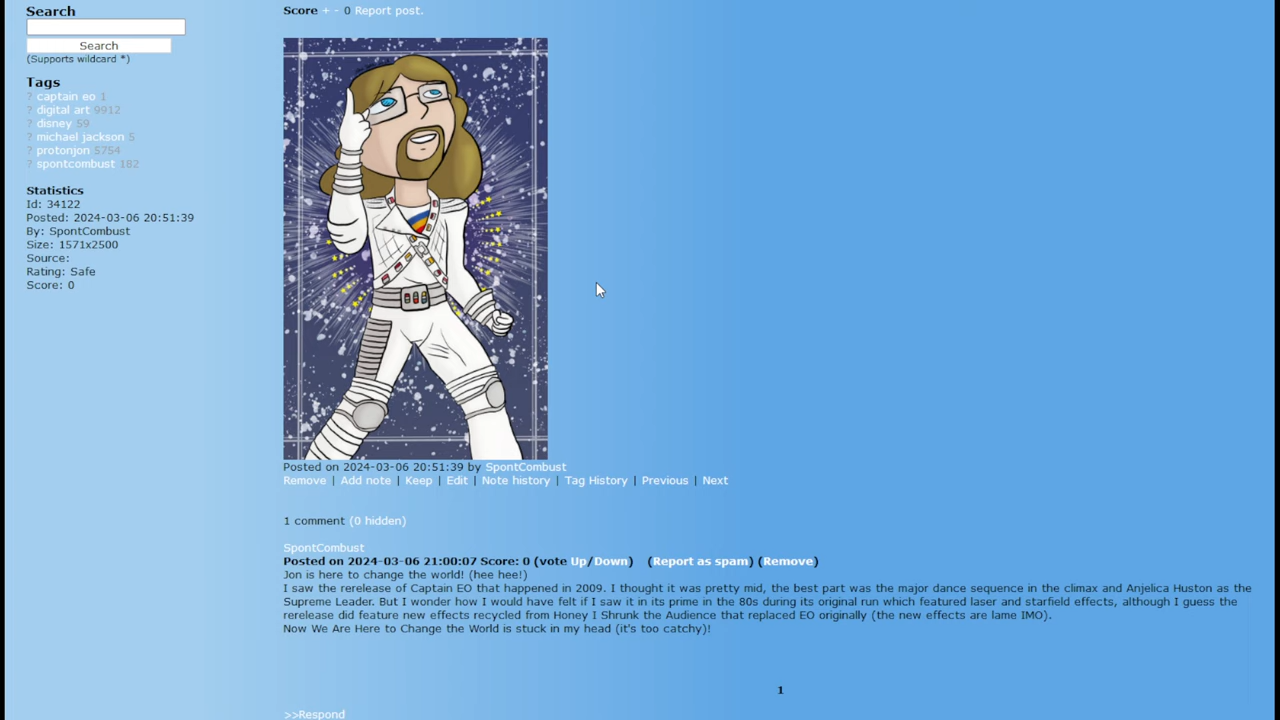 Search
Search
(Supports wildcard *)
Tags
? captain eo 1
? digital art 9912
? disney 59
? michael jackson 5
? protonjon 5754
? spontcombust 182
Statistics
Id: 34122
Posted: 2024-03-06 20:51:39
By: SpontCombust
Size: 1571x2500
Source:
Rating: Safe
Score: 0
Score + - 0 Report post.
Posted on 2024-03-06 20:51:39 by SpontCombust
Remove | Add note | Keep | Edit | Note history | Tag History | Previous | Next
1 comment (0 hidden)
SpontCombust
Posted on 2024-03-06 21:00:07 Score: 0 (vote Up/Down) (Report as spam) (Remove)
Jon is here to change the world! (hee hee!)
I saw the rerelease of Captain EO that happened in 2009. I thought it was pretty mid, the best part was the major dance sequence in the climax and Anjelica Huston as the
Supreme Leader. But I wonder how I would have felt if I saw it in its prime in the 80s during its original run which featured laser and starfield effects, although I guess the
rerelease did feature new effects recycled from Honey I Shrunk the Audience that replaced EO originally (the new effects are lame IMO).
Now We Are Here to Change the World is stuck in my head (it's too catchy)!
1
>>Respond